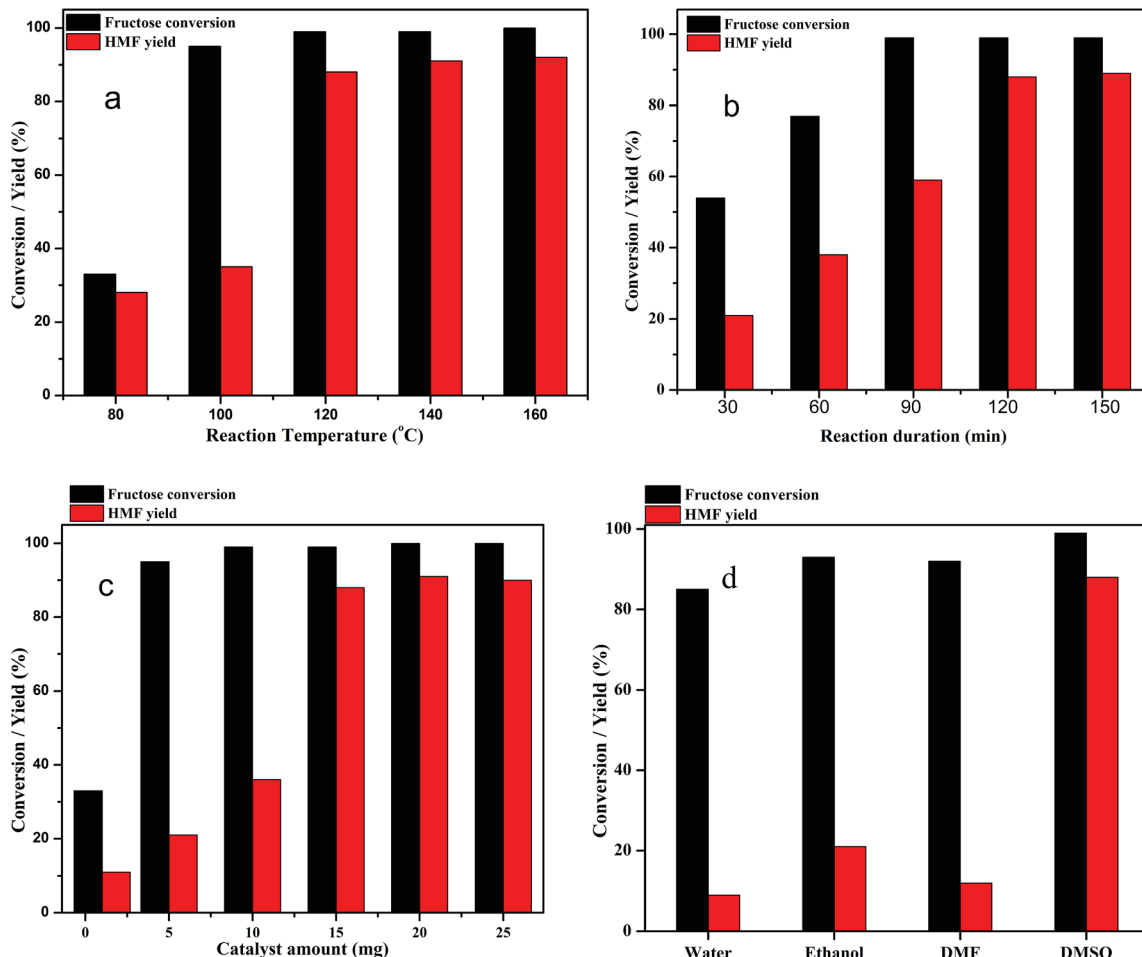 Fructose conversion
HMF yield
a
Conversion / Yield (%)
100
80
60
40
20
0
80 100 120 140 160
Reaction Temperature (°C)
Fructose conversion
HMF yield
b
Conversion / Yield (%)
100
80
60
40
20
0
30 60 90 120 150
Reaction duration (min)
Fructose conversion
HMF yield
c
Conversion / Yield (%)
100
80
60
40
20
0
0 5 10 15 20 25
Catalyst amount (mg)
Fructose conversion
HMF yield
d
Conversion / Yield (%)
100
80
60
40
20
0
Water Ethanol DMF DMSO